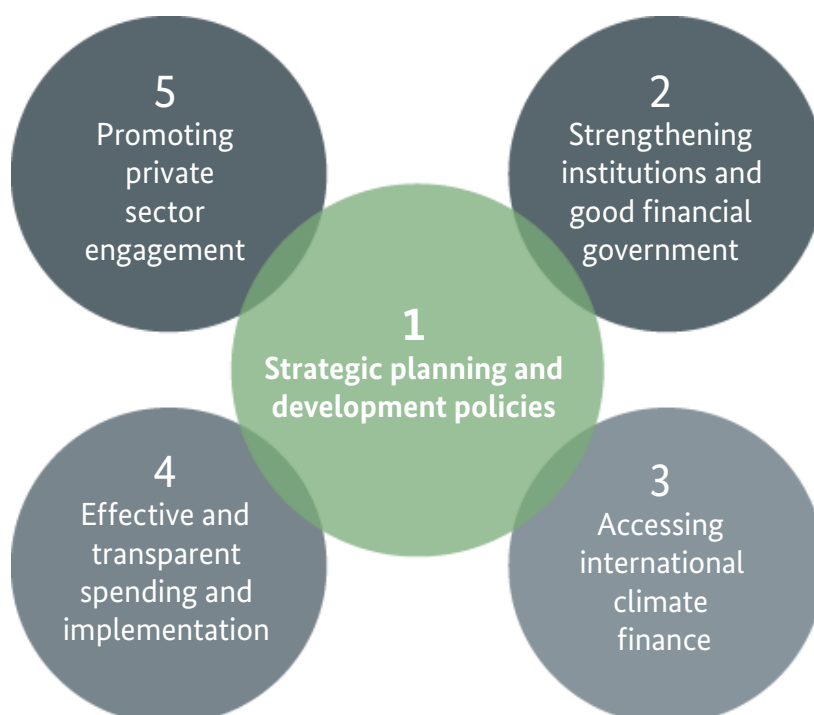 5
Promoting
private
sector
engagement
2
Strengthening
institutions and
good financial
government
1
Strategic planning and
development policies
4
Effective and
transparent
spending and
implementation
3
Accessing
international
climate
finance